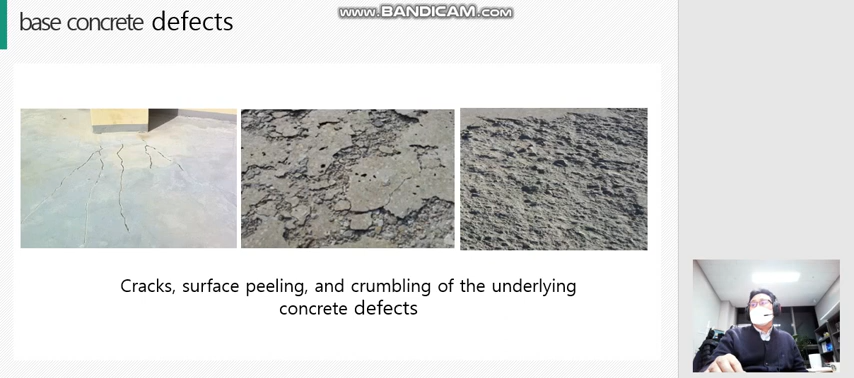 base concrete defects
www.BANDICAM.com
Cracks, surface peeling, and crumbling of the underlying
concrete defects